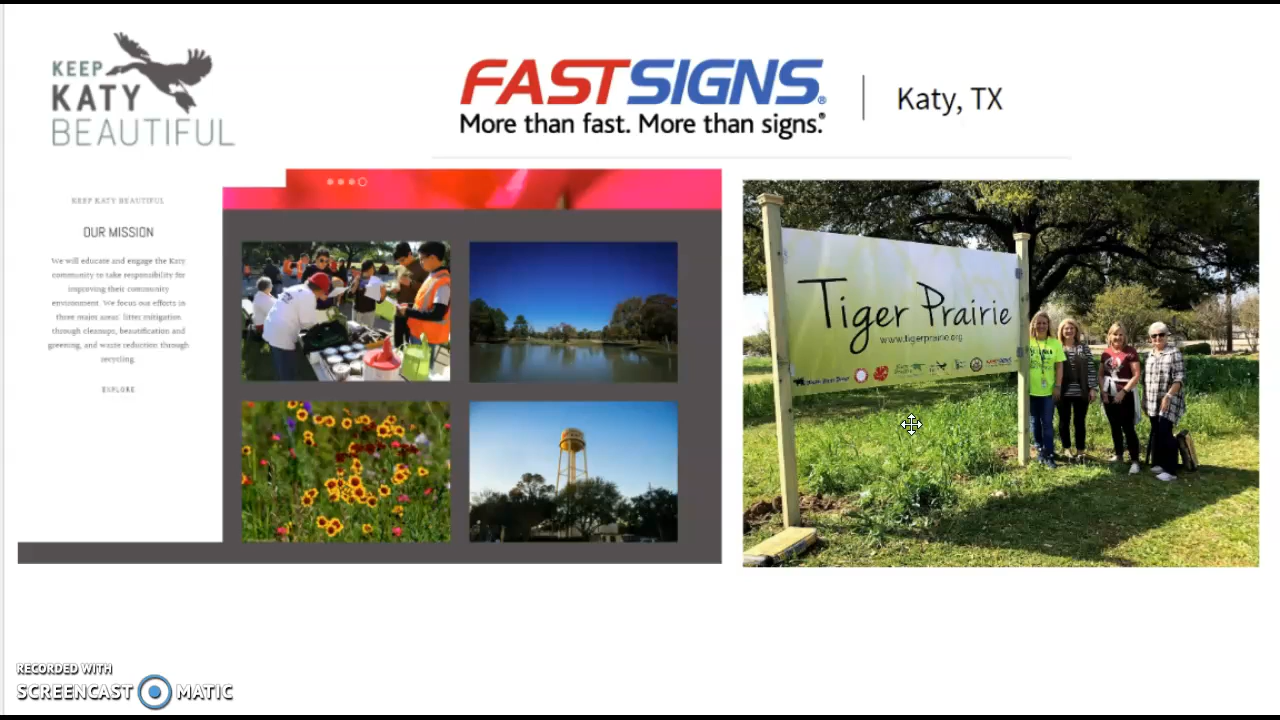 KEEP
KATY
BEAUTIFUL
FASTSIGNS®
More than fast. More than signs.®
Katy, TX
KEEP KATY BEAUTIFUL
OUR MISSION
We will educate and engage the Katy
community to take responsibility for
improving their community
environment. We focus our efforts in
three main areas: litter mitigation
through cleanups, beautification and
greening, and waste reduction through
recycling.
EXPLORE
Tiger Prairie
www.tigerprairie.org
RECORDED WITH
SCREENCAST MATIC